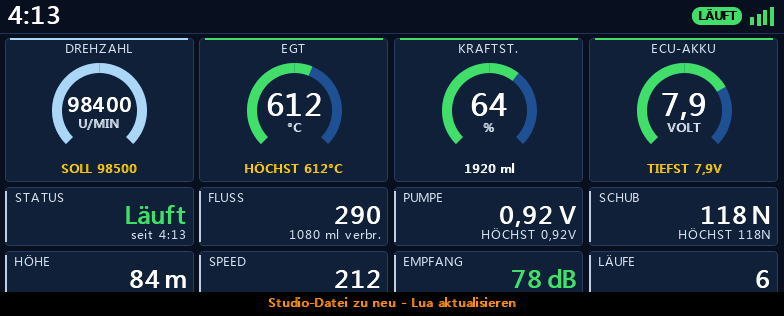 4:13 LÄUFT
DREHZAHL EGT KRAFTST. ECU-AKKU
98400 612 64 7,9
U/MIN °C % VOLT
SOLL 98500 HÖCHST 612°C 1920 ml TIEFST 7,9V
STATUS FLUSS PUMPE SCHUB
Läuft 290 0,92 V 118 N
seit 4:13 1080 ml verbr. HÖCHST 0,92V HÖCHST 118N
HÖHE SPEED EMPFANG LÄUFE
84 m 212 78 dB 6
Studio-Datei zu neu - Lua aktualisieren